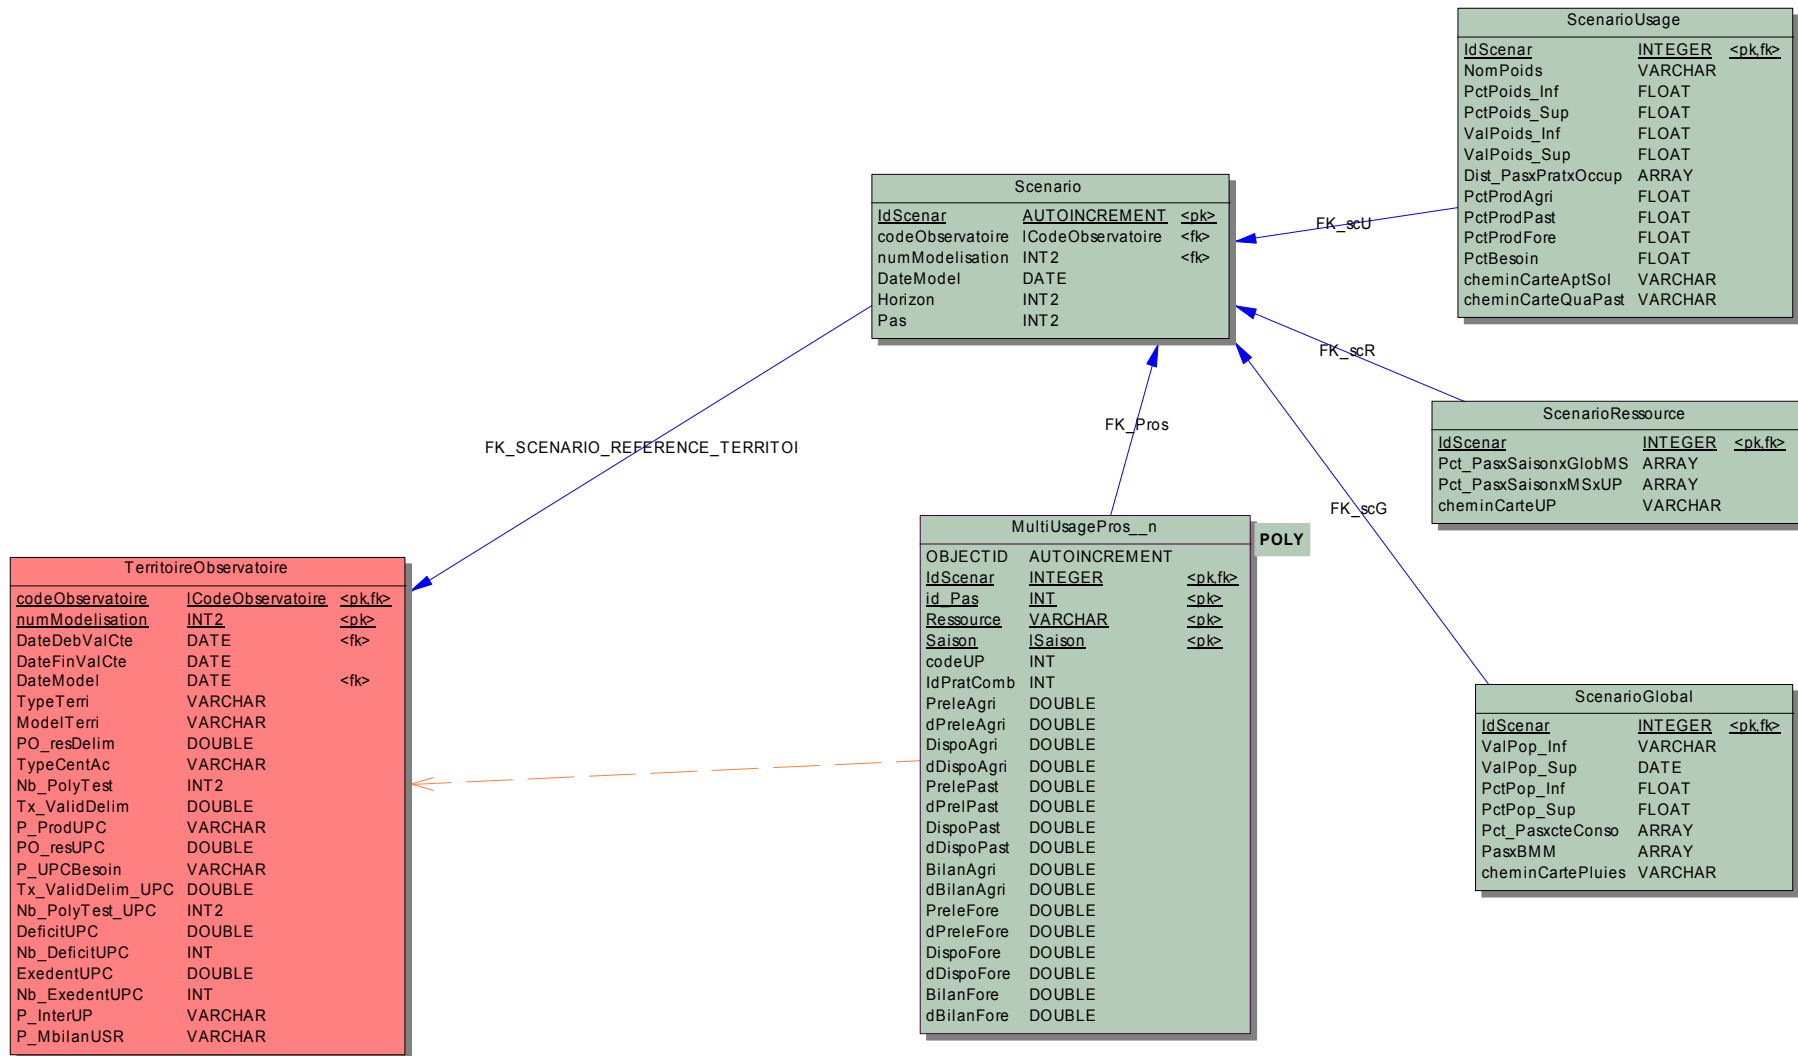 ScenarioUsage
IdScenar INTEGER <pk,fk>
NomPoids VARCHAR
PctPoids_Inf FLOAT
PctPoids_Sup FLOAT
ValPoids_Inf FLOAT
ValPoids_Sup FLOAT
Dist_PasxPratxOccup ARRAY
PctProdAgri FLOAT
PctProdPast FLOAT
PctProdFore FLOAT
PctBesoin FLOAT
cheminCarteAptSol VARCHAR
cheminCarteQuaPast VARCHAR
Scenario
IdScenar AUTOINCREMENT <pk>
codeObservatoire ICodeObservatoire <fk>
numModelisation INT2 <fk>
DateModel DATE
Horizon INT2
Pas INT2
FK_scU
FK_scR
FK_Pros
FK_scG
FK_SCENARIO_REFERENCE_TERRITOI
ScenarioRessource
IdScenar INTEGER <pk,fk>
Pct_PasxSaisonxGlobMS ARRAY
Pct_PasxSaisonxMSxUP ARRAY
cheminCarteUP VARCHAR
MultiUsagePros__n
POLY
OBJECTID AUTOINCREMENT
IdScenar INTEGER <pk,fk>
id_Pas INT <pk>
Ressource VARCHAR <pk>
Saison ISaison <pk>
codeUP INT
IdPratComb INT
PreleAgri DOUBLE
dPreleAgri DOUBLE
DispoAgri DOUBLE
dDispoAgri DOUBLE
PrelePast DOUBLE
dPrelPast DOUBLE
DispoPast DOUBLE
dDispoPast DOUBLE
BilanAgri DOUBLE
dBilanAgri DOUBLE
PreleFore DOUBLE
dPreleFore DOUBLE
DispoFore DOUBLE
dDispoFore DOUBLE
BilanFore DOUBLE
dBilanFore DOUBLE
TerritoireObservatoire
codeObservatoire ICodeObservatoire <pk,fk>
numModelisation INT2 <pk>
DateDebValCte DATE <fk>
DateFinValCte DATE
DateModel DATE <fk>
TypeTerri VARCHAR
ModelTerri VARCHAR
PO_resDelim DOUBLE
TypeCentAc VARCHAR
Nb_PolyTest INT2
Tx_ValidDelim DOUBLE
P_ProdUPC VARCHAR
PO_resUPC DOUBLE
P_UPCBesoin VARCHAR
Tx_ValidDelim_UPC DOUBLE
Nb_PolyTest_UPC INT2
DeficitUPC DOUBLE
Nb_DeficitUPC INT
ExedentUPC DOUBLE
Nb_ExedentUPC INT
P_InterUP VARCHAR
P_MbilanUSR VARCHAR
ScenarioGlobal
IdScenar INTEGER <pk,fk>
ValPop_Inf VARCHAR
ValPop_Sup DATE
PctPop_Inf FLOAT
PctPop_Sup FLOAT
Pct_PasxcteConso ARRAY
PasxBMM ARRAY
cheminCartePluies VARCHAR